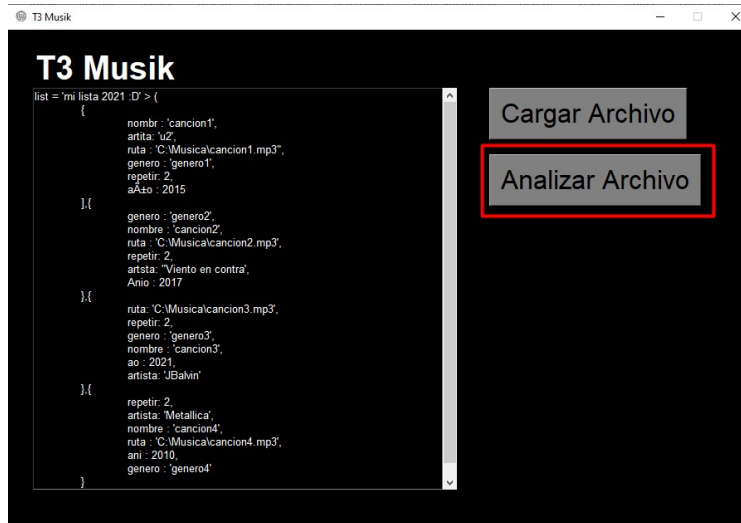 T3 Musik
T3 Musik
list = 'mi lista 2021 :D' > (
{
nombr : 'cancion1',
artita: 'u2',
ruta : 'C:\Musica\cancion1.mp3'',
genero : 'genero1',
repetir: 2,
aÃ±o : 2015
],{
genero : 'genero2',
nombre : 'cancion2',
ruta : 'C:\Musica\cancion2.mp3',
repetir: 2,
artsta: ''Viento en contra',
Anio : 2017
},{
ruta: 'C:\Musica\cancion3.mp3',
repetir: 2,
genero : 'genero3',
nombre : 'cancion3',
ao : 2021,
artista: 'JBalvin'
},{
repetir: 2,
artista: 'Metallica',
nombre : 'cancion4',
ruta : 'C:\Musica\cancion4.mp3',
ani : 2010,
genero : 'genero4'
}
Cargar Archivo
Analizar Archivo